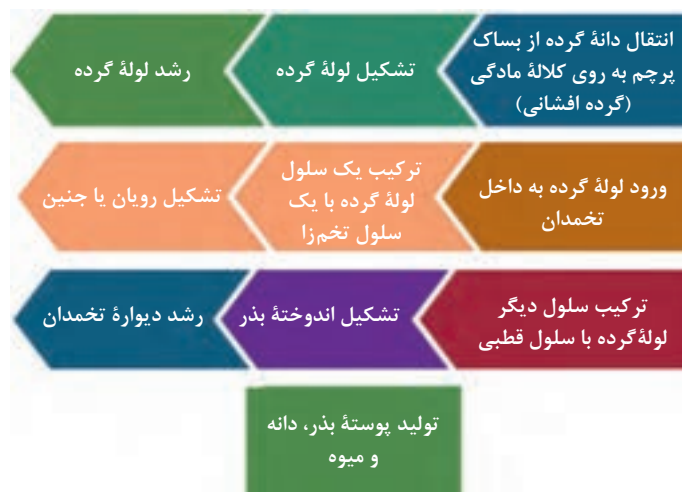 انتقال دانهٔ گرده از بساک
پرچم به روی کلالهٔ مادگی
(گرده افشانی)
تشکیل لولهٔ گرده
رشد لولهٔ گرده
ورود لولهٔ گرده به داخل
تخمدان
ترکیب یک سلول
لولهٔ گرده با یک
سلول تخم‌زا
تشکیل رویان یا جنین
ترکیب سلول دیگر
لولهٔ‌گرده با سلول قطبی
تشکیل اندوختهٔ بذر
رشد دیوارهٔ تخمدان
تولید پوستهٔ بذر، دانه
و میوه